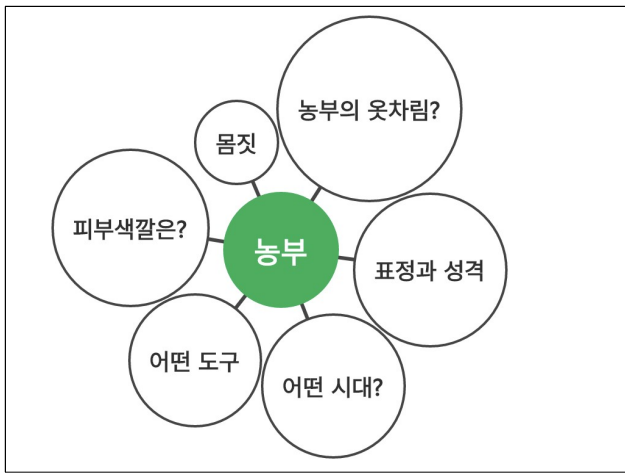 농부의 옷차림?
몸짓
피부색깔은?
농부
표정과 성격
어떤 도구
어떤 시대?